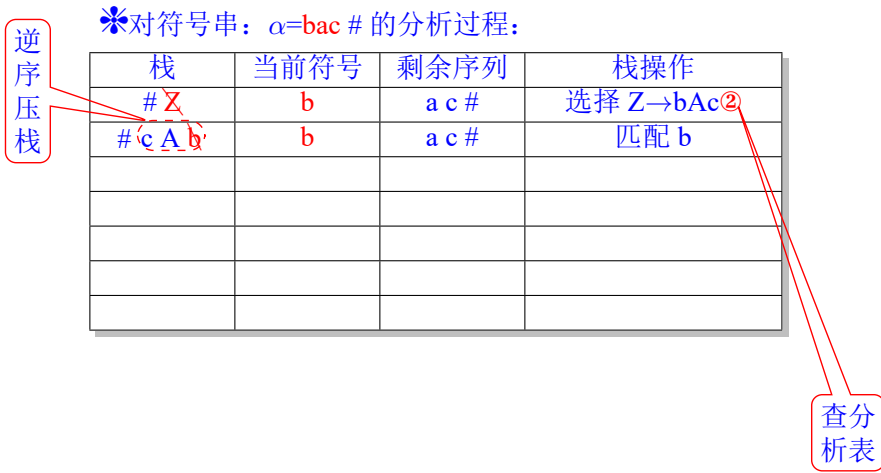 ❇对符号串：α=bac # 的分析过程：
逆序压栈
栈 当前符号 剩余序列 栈操作
# Z b a c # 选择 Z→bAc②
# c A b b a c # 匹配 b
查分
析表